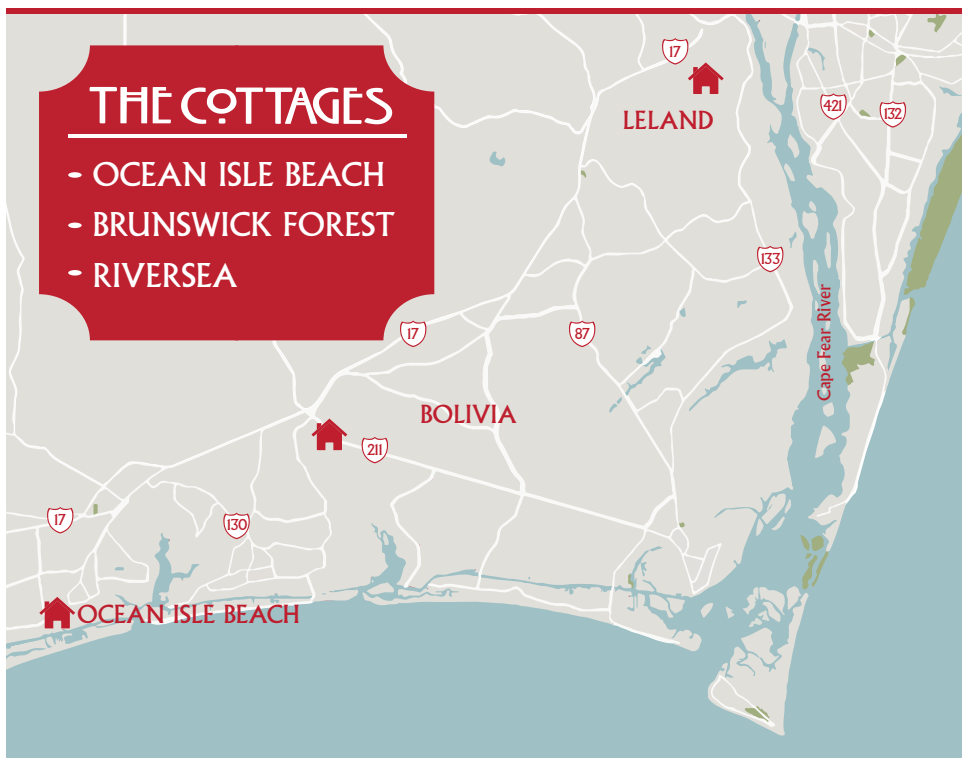 THE COTTAGES
- OCEAN ISLE BEACH
- BRUNSWICK FOREST
- RIVERSEA
17
LELAND
421
132
133
Cape Fear River
17
87
BOLIVIA
211
17
130
OCEAN ISLE BEACH